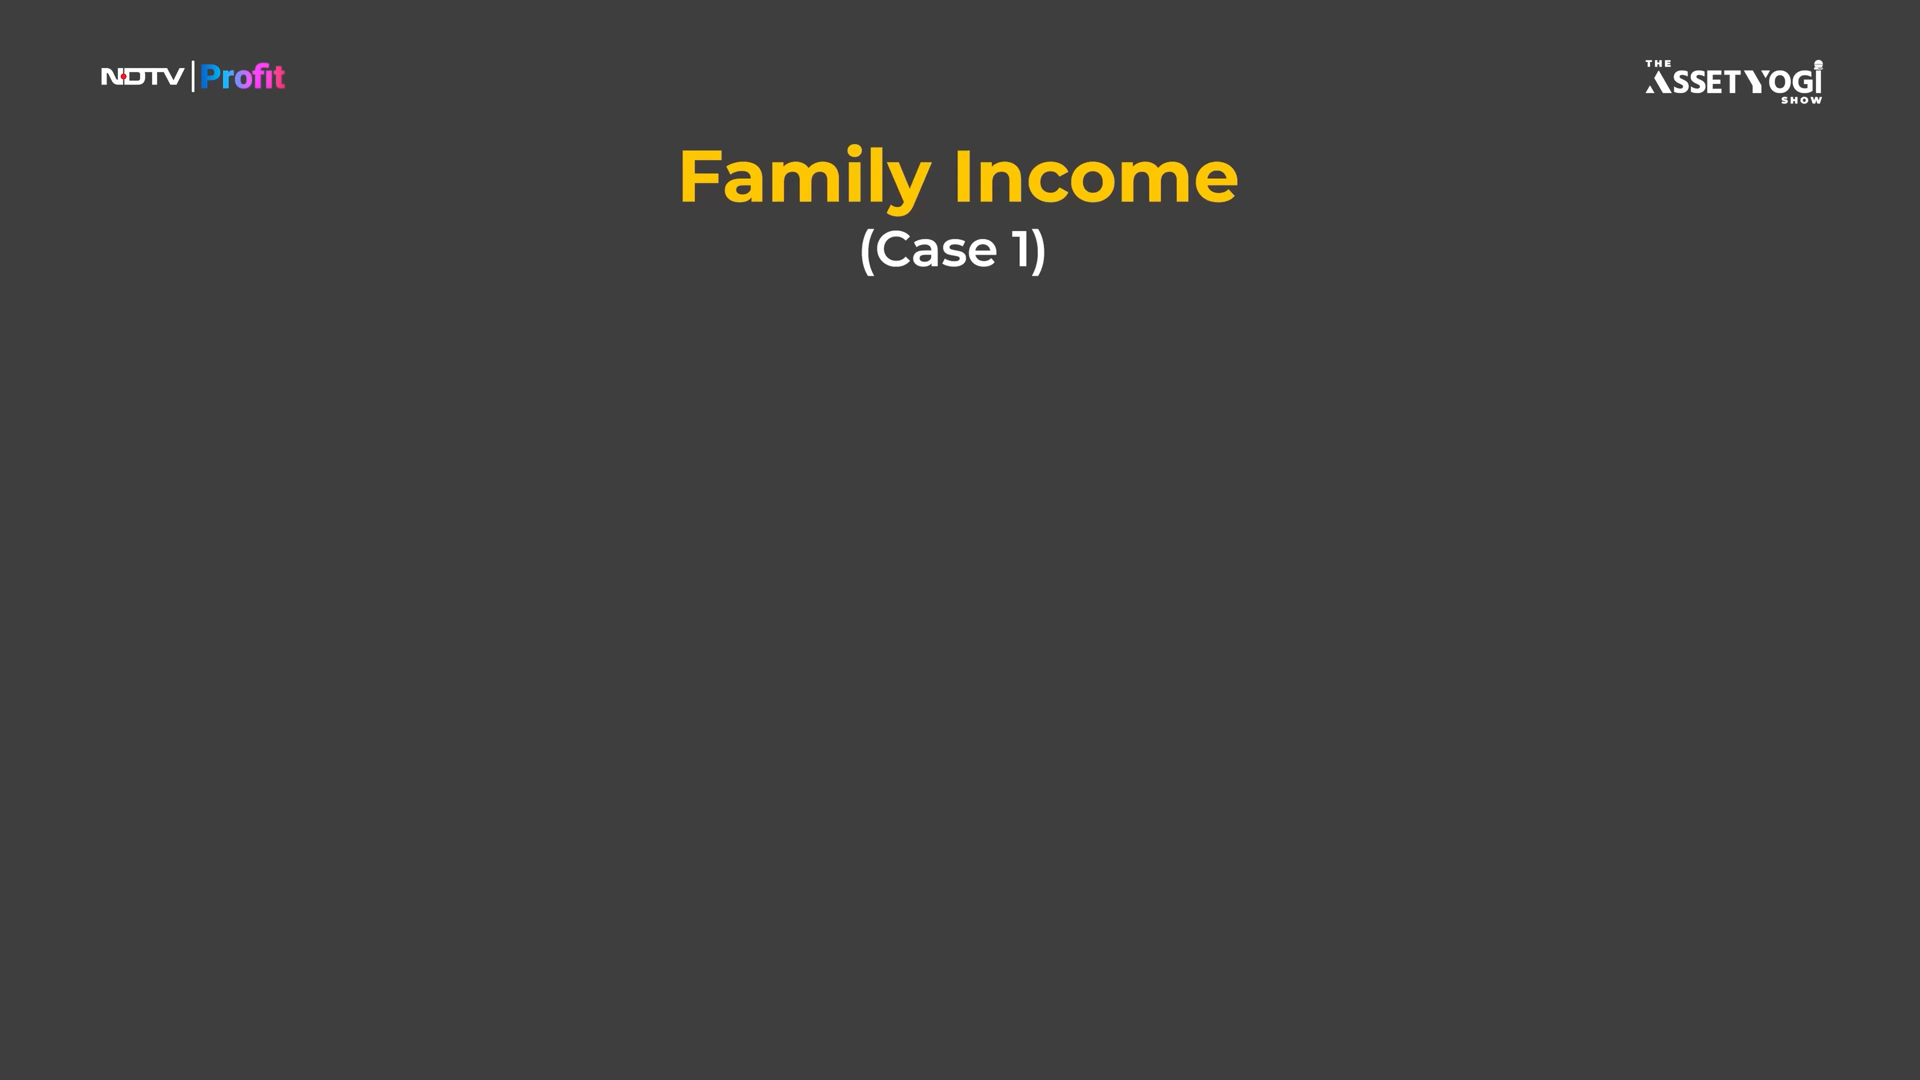 NDTV | Profit
THE
ASSET YOGI
SHOW
Family Income
(Case 1)